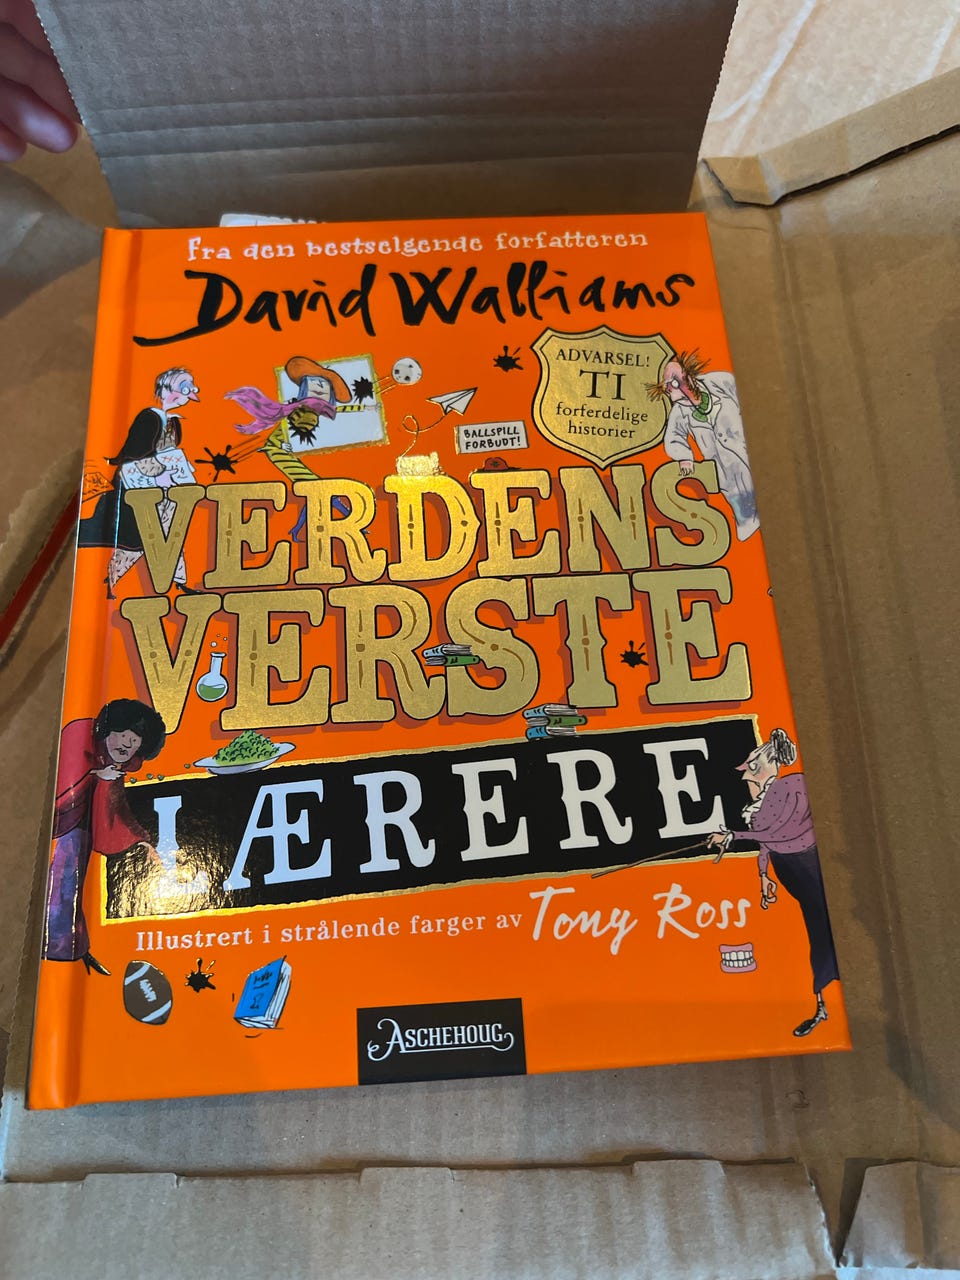 Fra den bestselgende forfatteren
David Walliams
ADVARSEL!
TI
forferdelige
historier
BALLSPILL
FORBUDT!
VERDENS
VERSTE
LÆRERE
Illustrert i strålende farger av Tony Ross
ASCHEHOUG